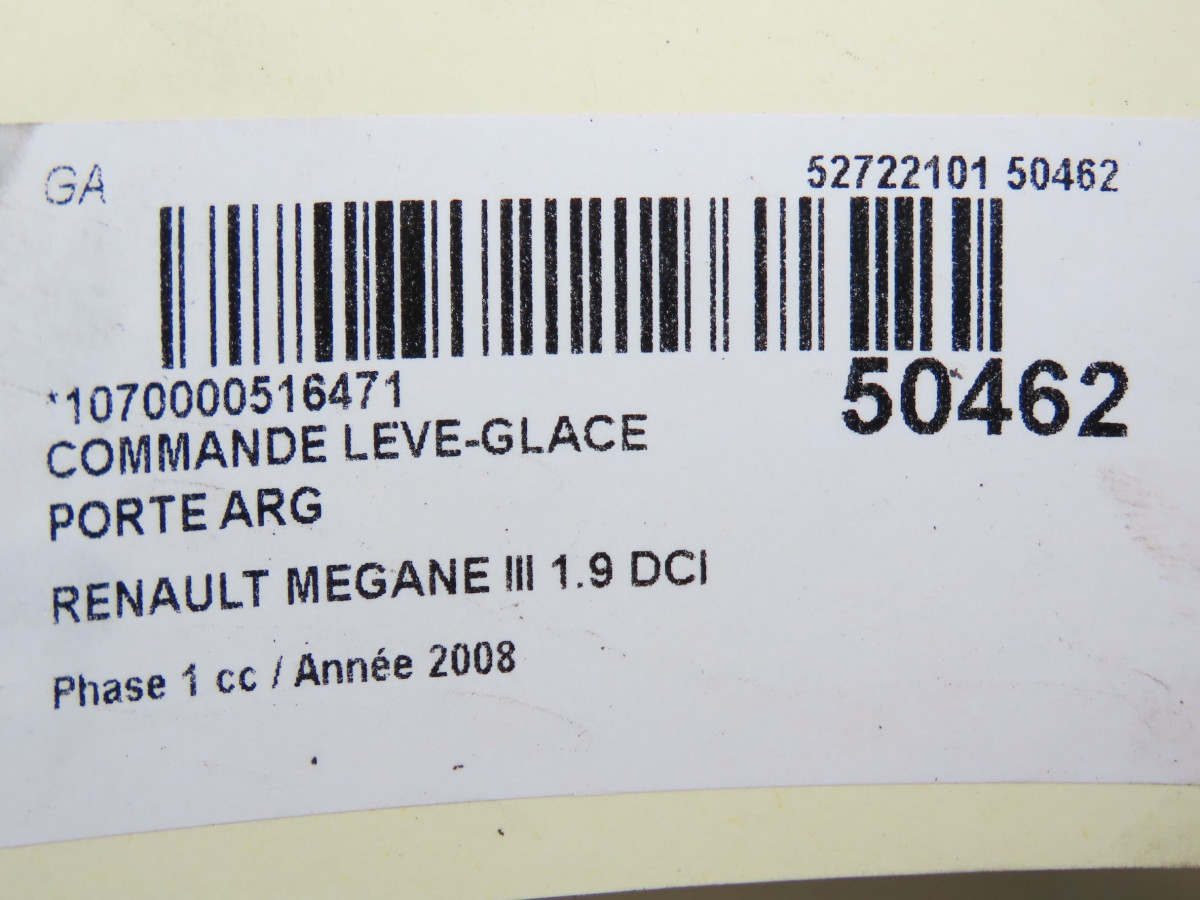 GA
52722101 50462
*1070000516471
50462
COMMANDE LEVE-GLACE
PORTE ARG
RENAULT MEGANE III 1.9 DCI
Phase 1 cc / Année 2008